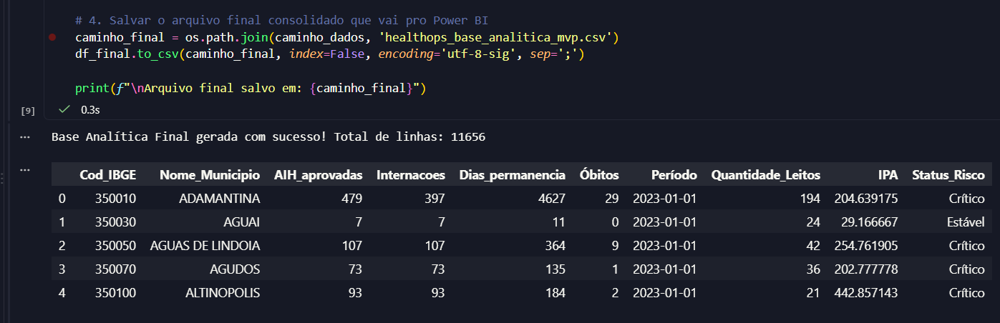 # 4. Salvar o arquivo final consolidado que vai pro Power BI
caminho_final = os.path.join(caminho_dados, 'healthops_base_analitica_mvp.csv')
df_final.to_csv(caminho_final, index=False, encoding='utf-8-sig', sep=';')
print(f"\nArquivo final salvo em: {caminho_final}")
[9] 0.3s
... Base Analítica Final gerada com sucesso! Total de linhas: 11656
...
Cod_IBGE Nome_Municipio AIH_aprovadas Internacoes Dias_permanencia Óbitos Período Quantidade_Leitos IPA Status_Risco
0 350010 ADAMANTINA 479 397 4627 29 2023-01-01 194 204.639175 Crítico
1 350030 AGUAI 7 7 11 0 2023-01-01 24 29.166667 Estável
2 350050 AGUAS DE LINDOIA 107 107 364 9 2023-01-01 42 254.761905 Crítico
3 350070 AGUDOS 73 73 135 1 2023-01-01 36 202.777778 Crítico
4 350100 ALTINOPOLIS 93 93 184 2 2023-01-01 21 442.857143 Crítico